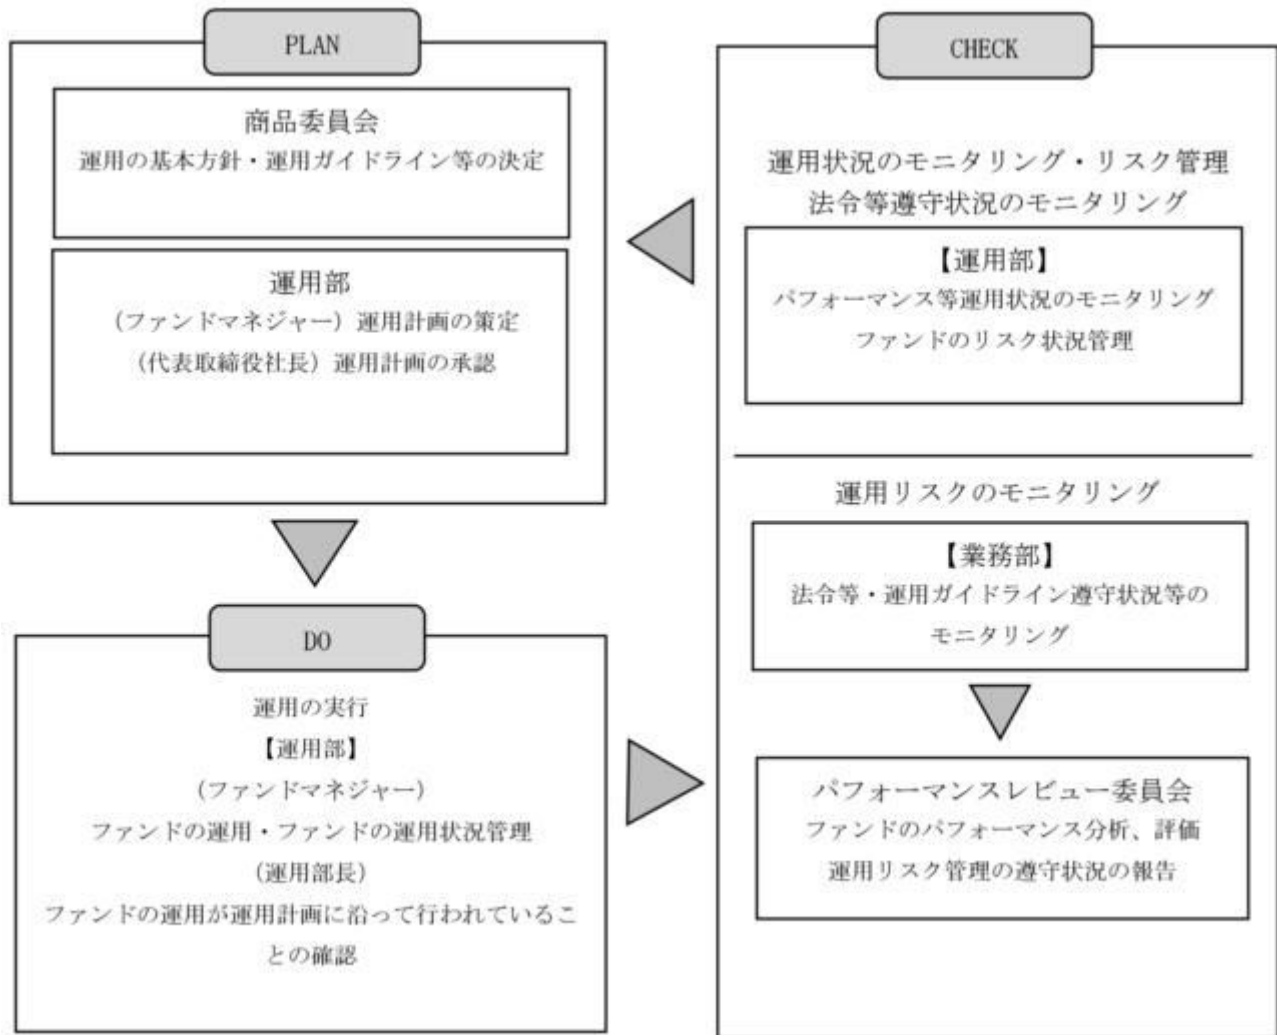 PLAN
商品委員会
運用の基本方針・運用ガイドライン等の決定
運用部
（ファンドマネジャー）運用計画の策定
（代表取締役社長）運用計画の承認
DO
運用の実行
【運用部】
（ファンドマネジャー）
ファンドの運用・ファンドの運用状況管理
（運用部長）
ファンドの運用が運用計画に沿って行われているこ
との確認
CHECK
運用状況のモニタリング・リスク管理
法令等遵守状況のモニタリング
【運用部】
パフォーマンス等運用状況のモニタリング
ファンドのリスク状況管理
運用リスクのモニタリング
【業務部】
法令等・運用ガイドライン遵守状況等の
モニタリング
パフォーマンスレビュー委員会
ファンドのパフォーマンス分析、評価
運用リスク管理の遵守状況の報告